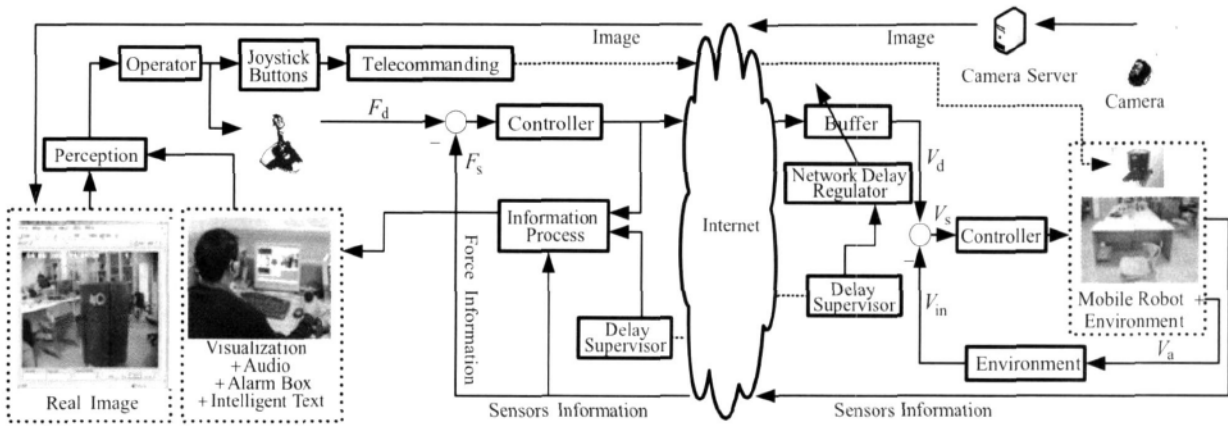 Image
Image
Camera Server
Camera
Operator
Joystick
Buttons
Telecommanding
Perception
F_d
−
F_s
Controller
Information
Process
Force Information
Delay
Supervisor
Internet
Buffer
Network Delay
Regulator
Delay
Supervisor
V_d
V_s
−
V_in
Controller
Mobile Robot +
Environment
V_a
Environment
Real Image
Visualization
+Audio
+Alarm Box
+Intelligent Text
Sensors Information
Sensors Information